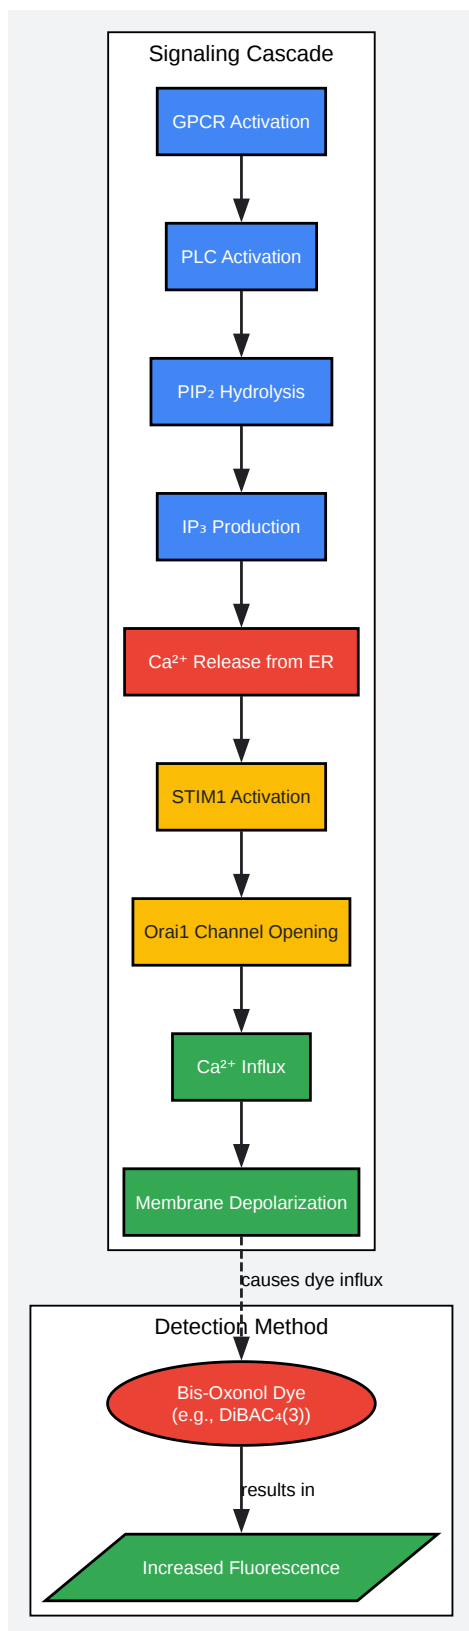 Signaling Cascade
GPCR Activation
PLC Activation
PIP₂ Hydrolysis
IP₃ Production
Ca²⁺ Release from ER
STIM1 Activation
Orai1 Channel Opening
Ca²⁺ Influx
Membrane Depolarization
causes dye influx
Detection Method
Bis-Oxonol Dye
(e.g., DiBAC₄(3))
results in
Increased Fluorescence